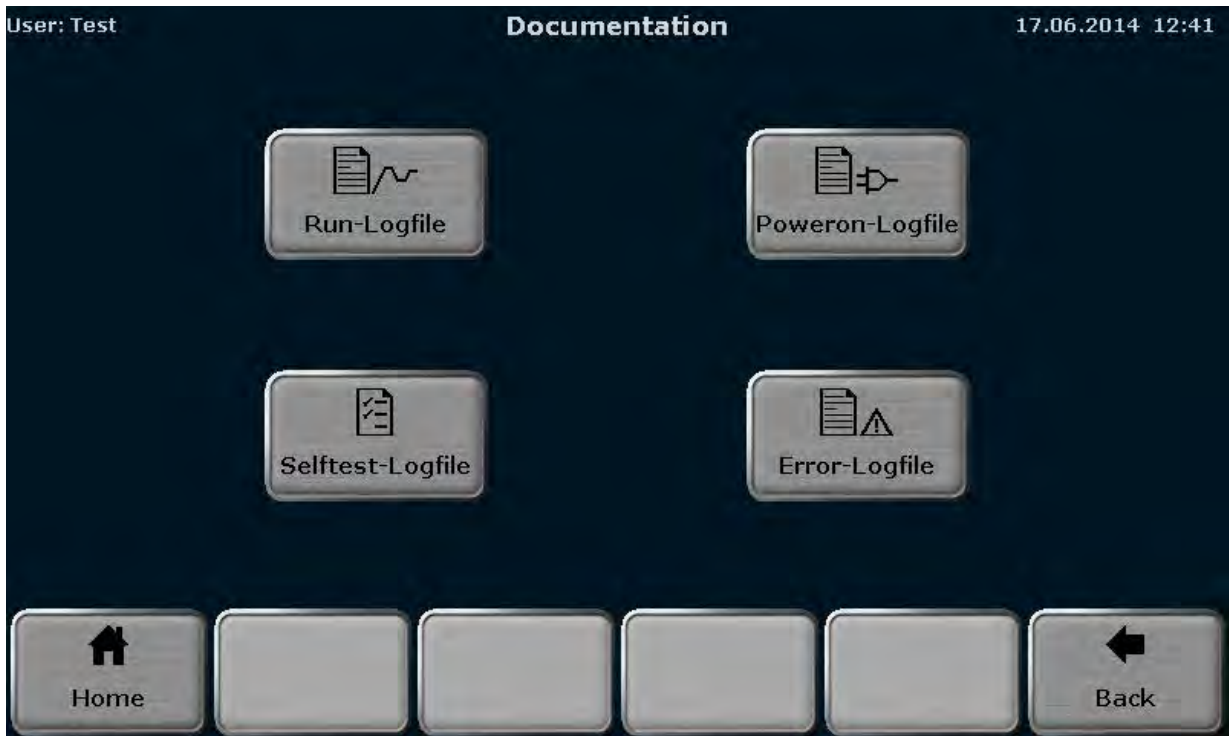 User: Test
Documentation
17.06.2014 12:41
Run-Logfile
Poweron-Logfile
Selftest-Logfile
Error-Logfile
Home
Back